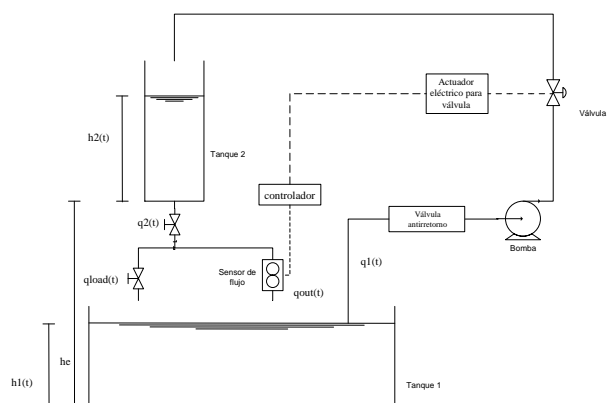 Actuador
eléctrico para
válvula
Válvula
h2(t)
Tanque 2
controlador
q2(t)
Válvula
antirretorno
Bomba
q1(t)
Sensor de
flujo
qload(t)
qout(t)
he
h1(t)
Tanque 1